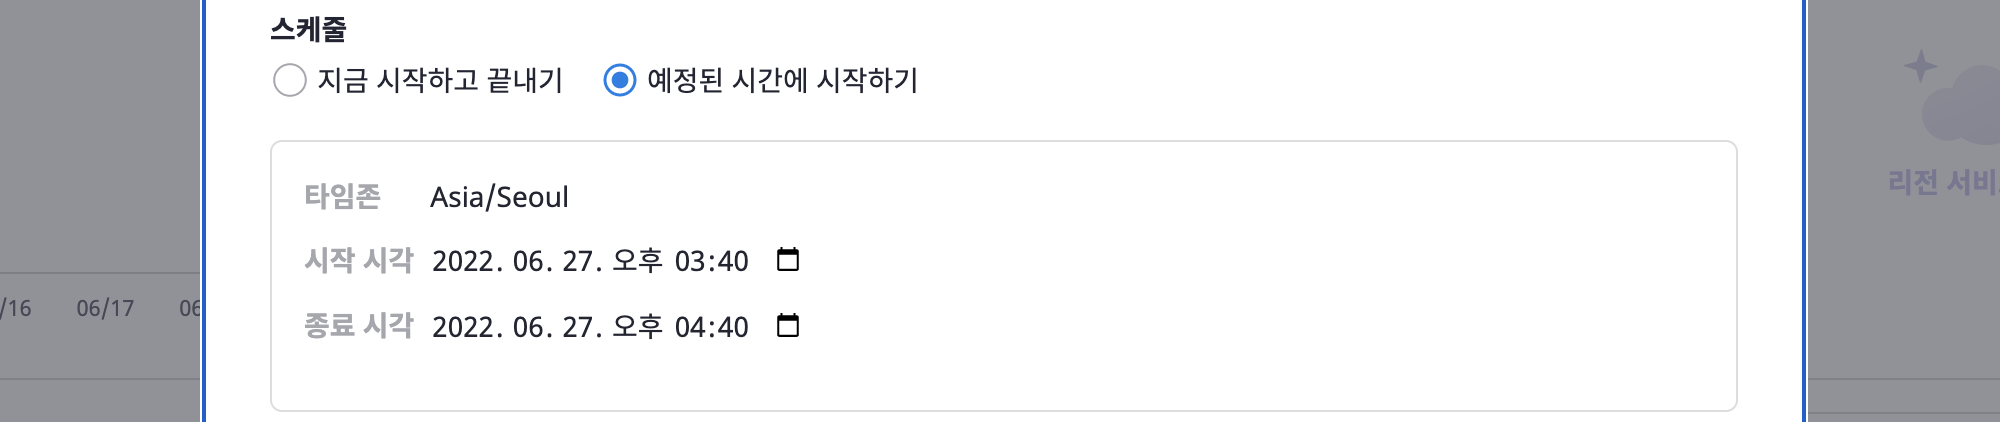 스케줄
지금 시작하고 끝내기 예정된 시간에 시작하기
타임존 Asia/Seoul
시작 시각 2022. 06. 27. 오후 03:40
종료 시각 2022. 06. 27. 오후 04:40
/16 06/17 06
리전